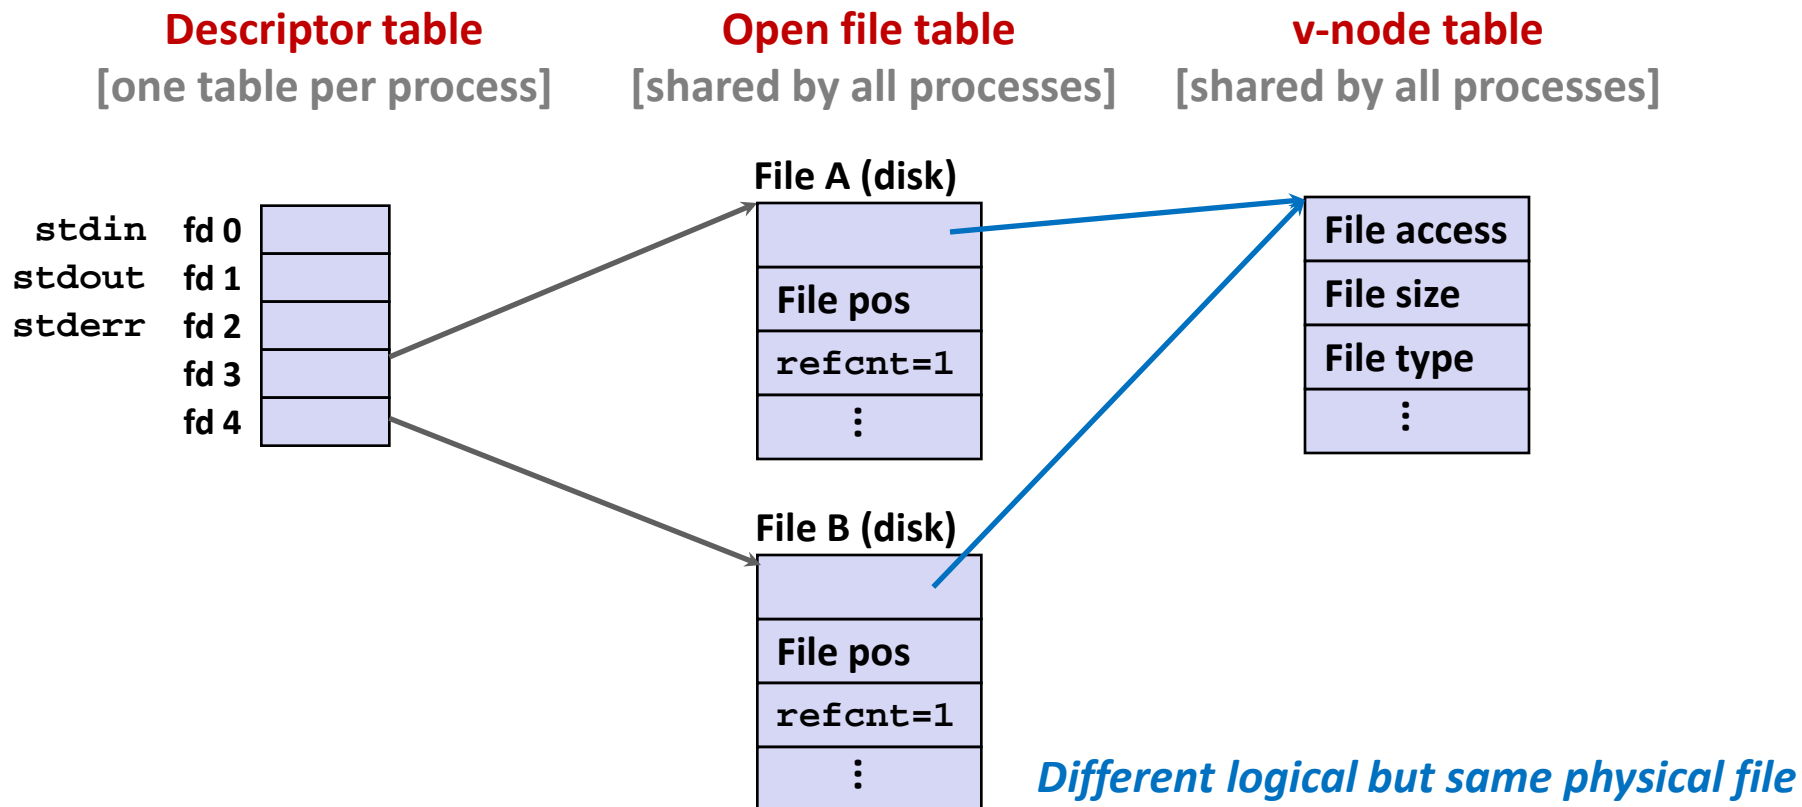 Descriptor table
[one table per process]
Open file table
[shared by all processes]
v-node table
[shared by all processes]
stdin fd 0
stdout fd 1
stderr fd 2
fd 3
fd 4
File A (disk)
File pos
refcnt=1
⋮
File B (disk)
File pos
refcnt=1
⋮
File access
File size
File type
⋮
Different logical but same physical file